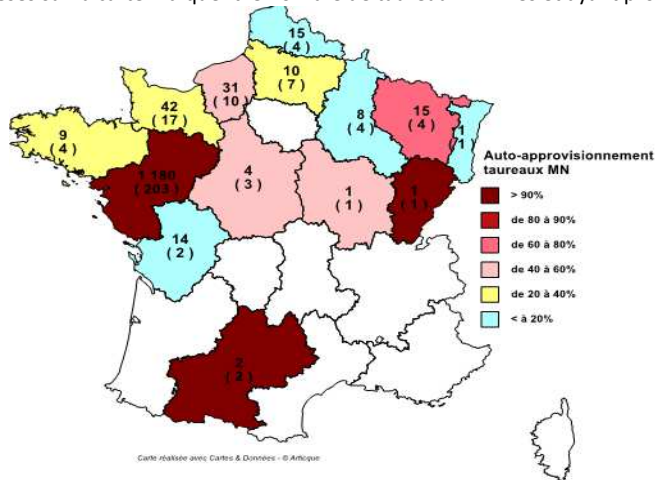 15
( 4 )
31
( 10 )
10
( 7 )
42
( 17 )
8
( 4 )
15
( 4 )
1
( 1 )
9
( 4 )
1 180
( 203 )
4
( 3 )
1
( 1 )
1
( 1 )
14
( 2 )
2
( 2 )
Auto-approvisionnement
taureaux MN
> 90%
de 80 à 90%
de 60 à 80%
de 40 à 60%
de 20 à 40%
< à 20%
Carte réalisée avec Cartes & Données - © Articque